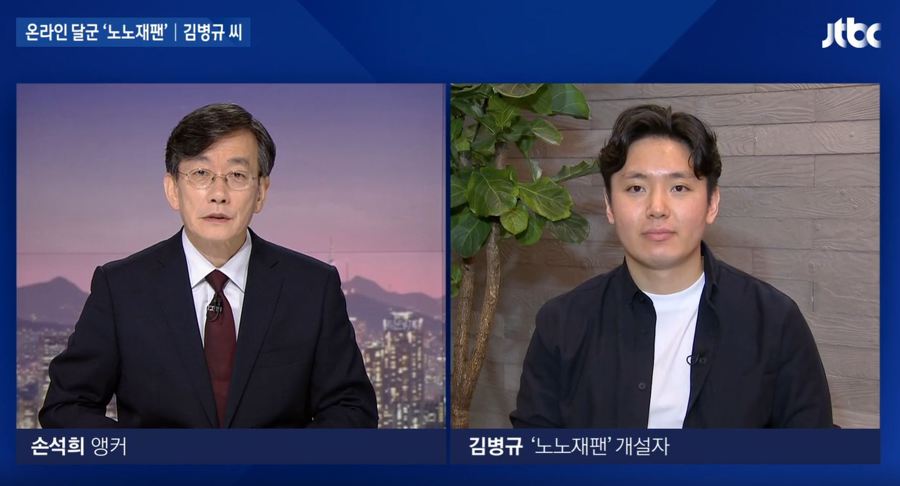 온라인 달군 ‘노노재팬’ | 김병규 씨
jtbc
손석희 앵커
김병규 ‘노노재팬’ 개설자